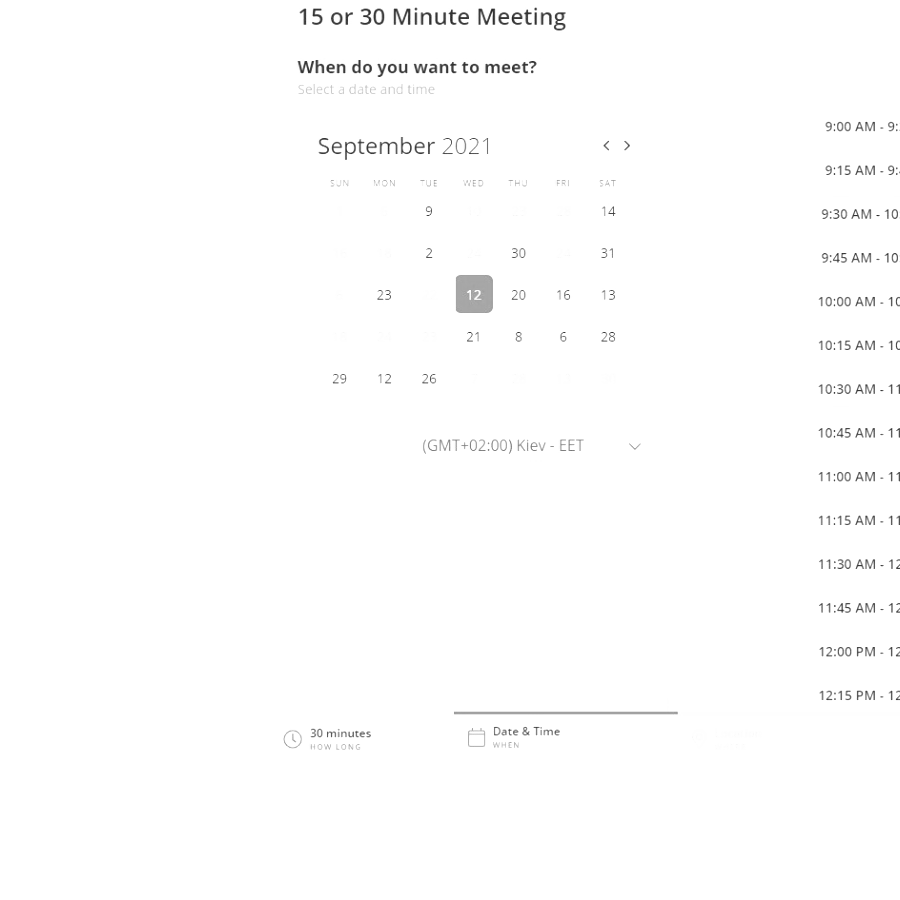 15 or 30 Minute Meeting
When do you want to meet?
Select a date and time
September 2021
SUN MON TUE WED THU FRI SAT
9 14
2 30 31
23 12 20 16 13
21 8 6 28
29 12 26
(GMT+02:00) Kiev - EET
9:00 AM - 9:
9:15 AM - 9:
9:30 AM - 10
9:45 AM - 10
10:00 AM - 10
10:15 AM - 10
10:30 AM - 11
10:45 AM - 11
11:00 AM - 11
11:15 AM - 11
11:30 AM - 12
11:45 AM - 12
12:00 PM - 12
12:15 PM - 12
30 minutes
HOW LONG
Date & Time
WHEN